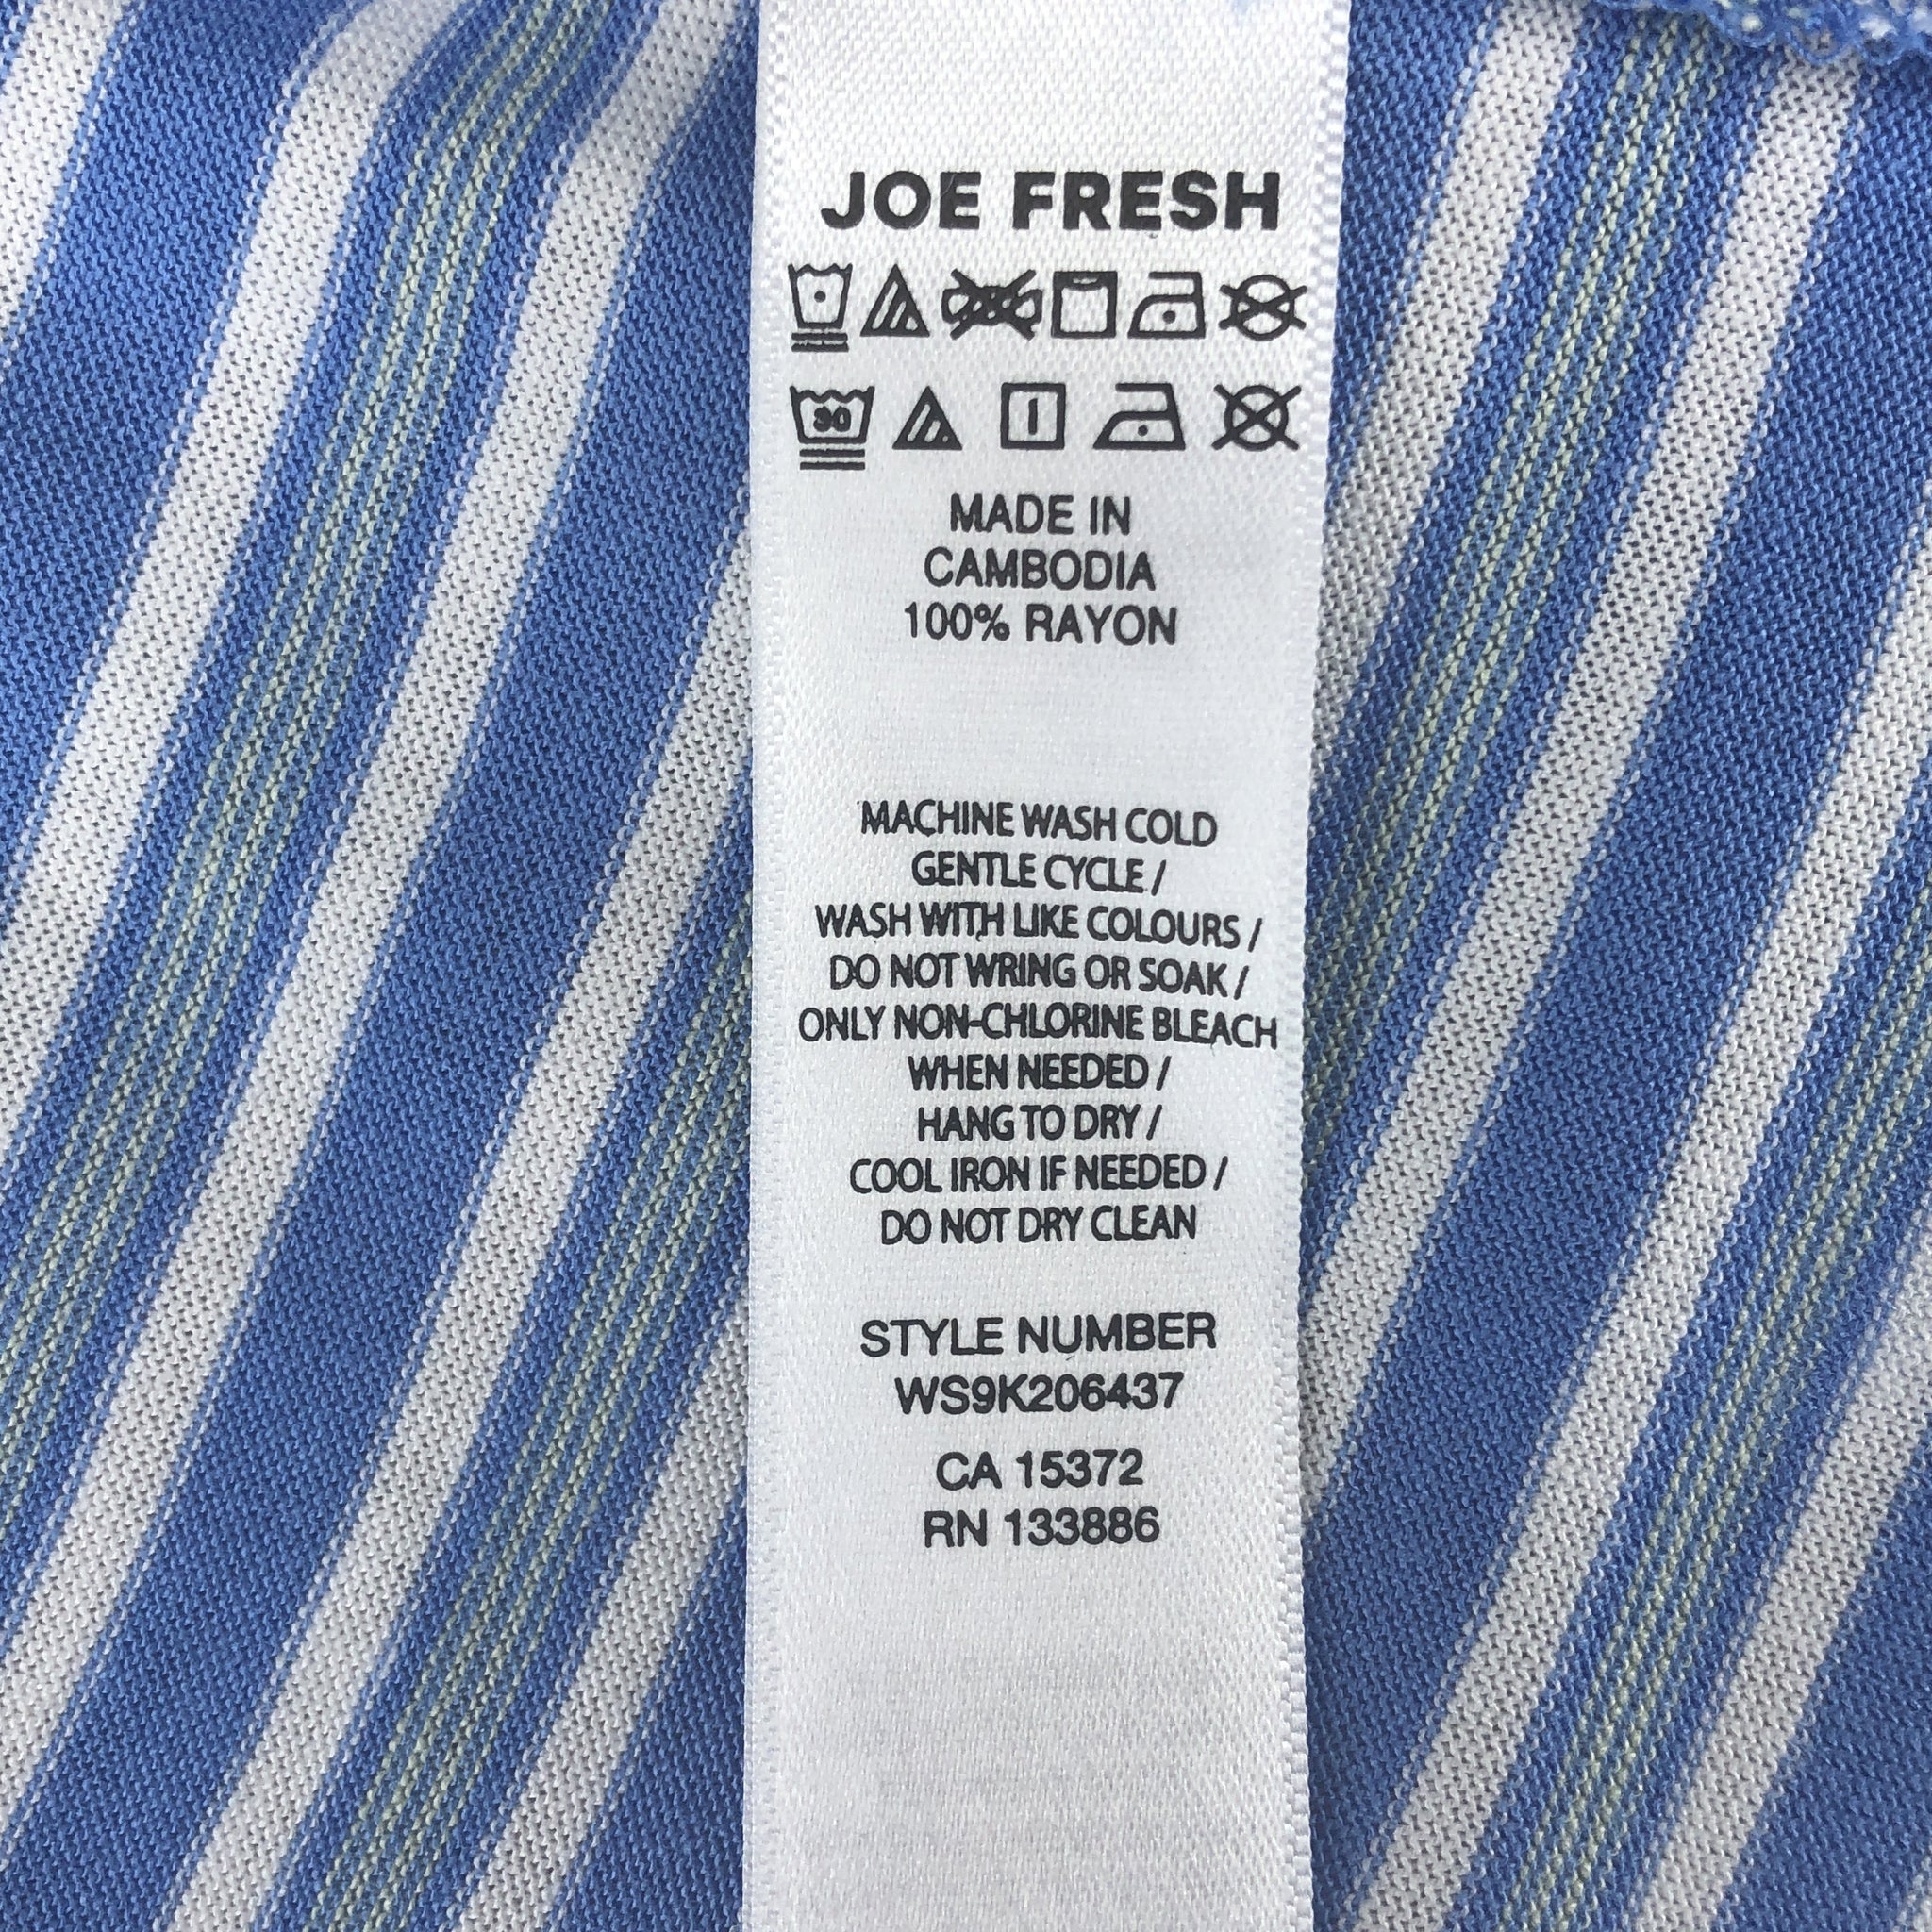 JOE FRESH
30
MADE IN
CAMBODIA
100% RAYON
MACHINE WASH COLD
GENTLE CYCLE /
WASH WITH LIKE COLOURS /
DO NOT WRING OR SOAK /
ONLY NON-CHLORINE BLEACH
WHEN NEEDED /
HANG TO DRY /
COOL IRON IF NEEDED /
DO NOT DRY CLEAN
STYLE NUMBER
WS9K206437
CA 15372
RN 133886